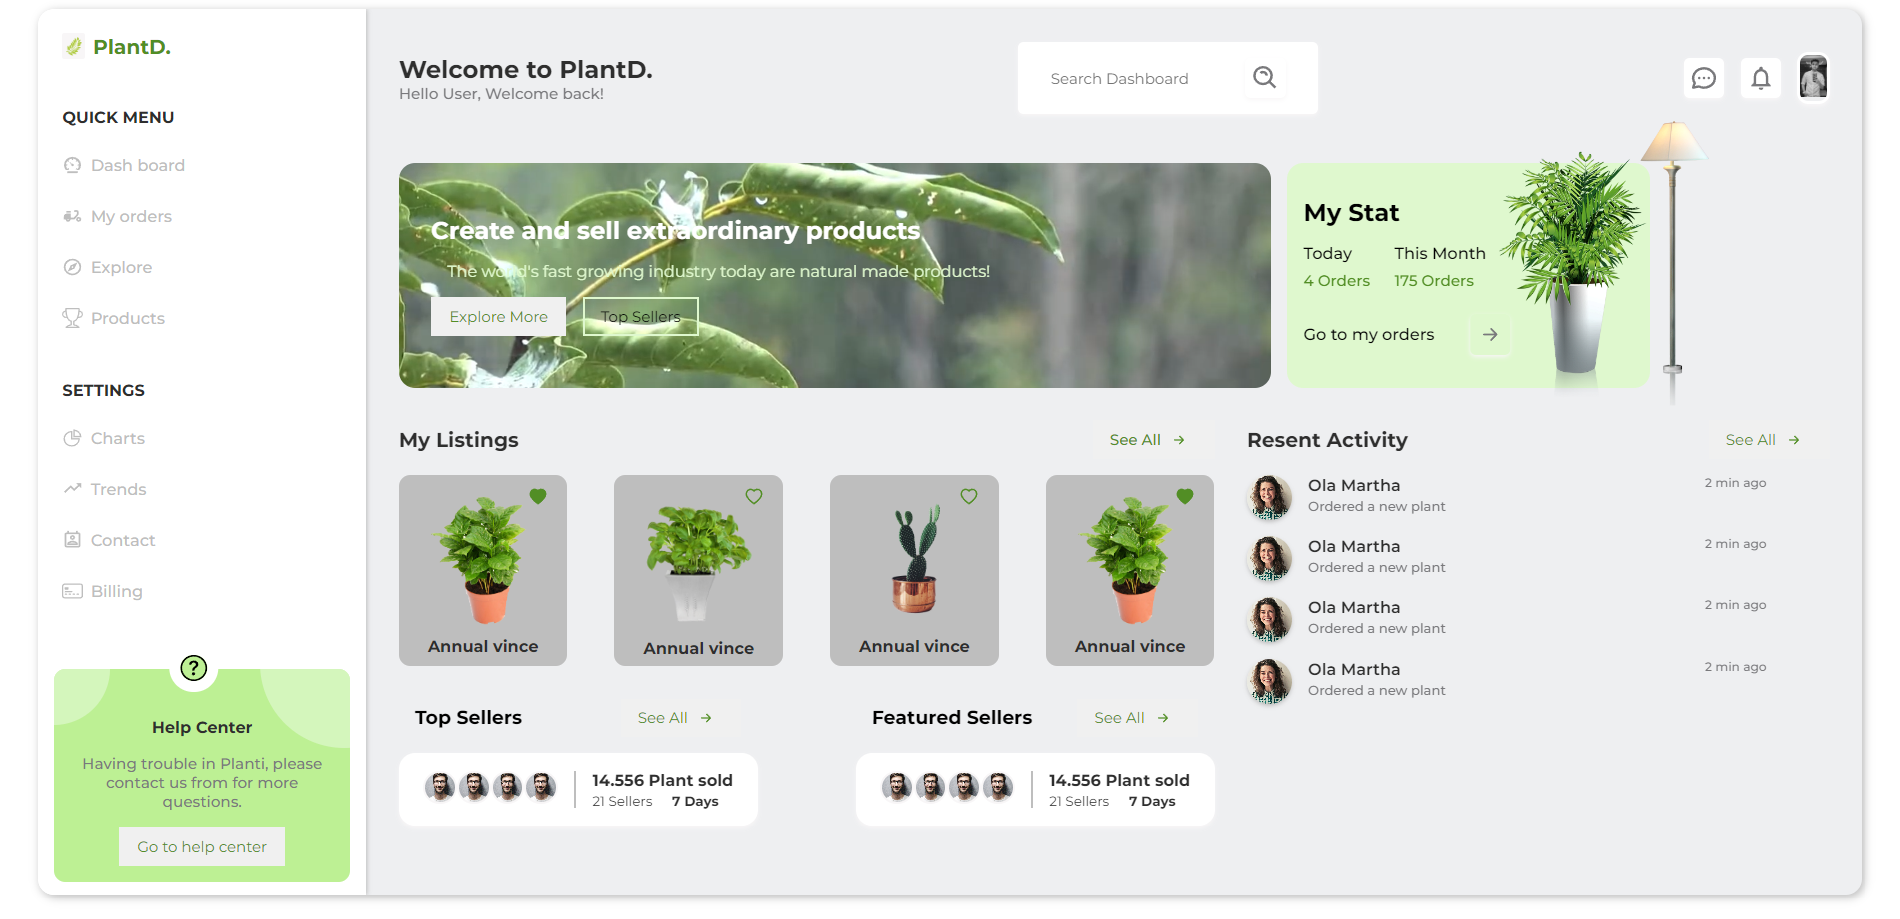 PlantD.
QUICK MENU
Dash board
My orders
Explore
Products
SETTINGS
Charts
Trends
Contact
Billing
?
Help Center
Having trouble in Planti, please
contact us from for more
questions.
Go to help center
Welcome to PlantD.
Hello User, Welcome back!
Search Dashboard
Create and sell extraordinary products
The world's fast growing industry today are natural made products!
Explore More
Top Sellers
My Stat
Today This Month
4 Orders 175 Orders
Go to my orders
My Listings
See All
Annual vince
Annual vince
Annual vince
Annual vince
Resent Activity
See All
Ola Martha
Ordered a new plant
2 min ago
Ola Martha
Ordered a new plant
2 min ago
Ola Martha
Ordered a new plant
2 min ago
Ola Martha
Ordered a new plant
2 min ago
Top Sellers
See All
14.556 Plant sold
21 Sellers 7 Days
Featured Sellers
See All
14.556 Plant sold
21 Sellers 7 Days